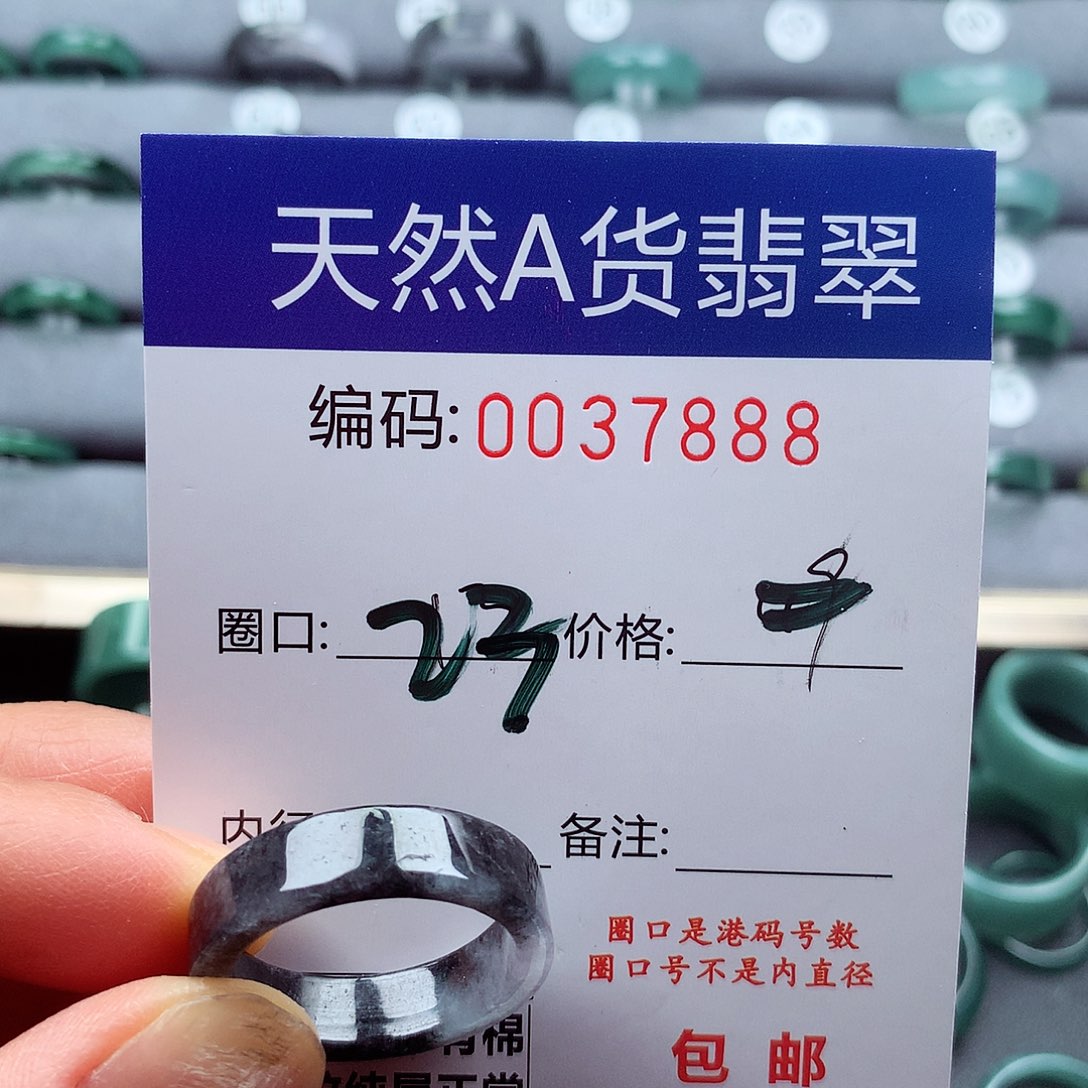 天然A货翡翠
编码:0037888
圈口: 23 价格:
备注:
圈口是港码号数
圈口号不是内直径
包 邮